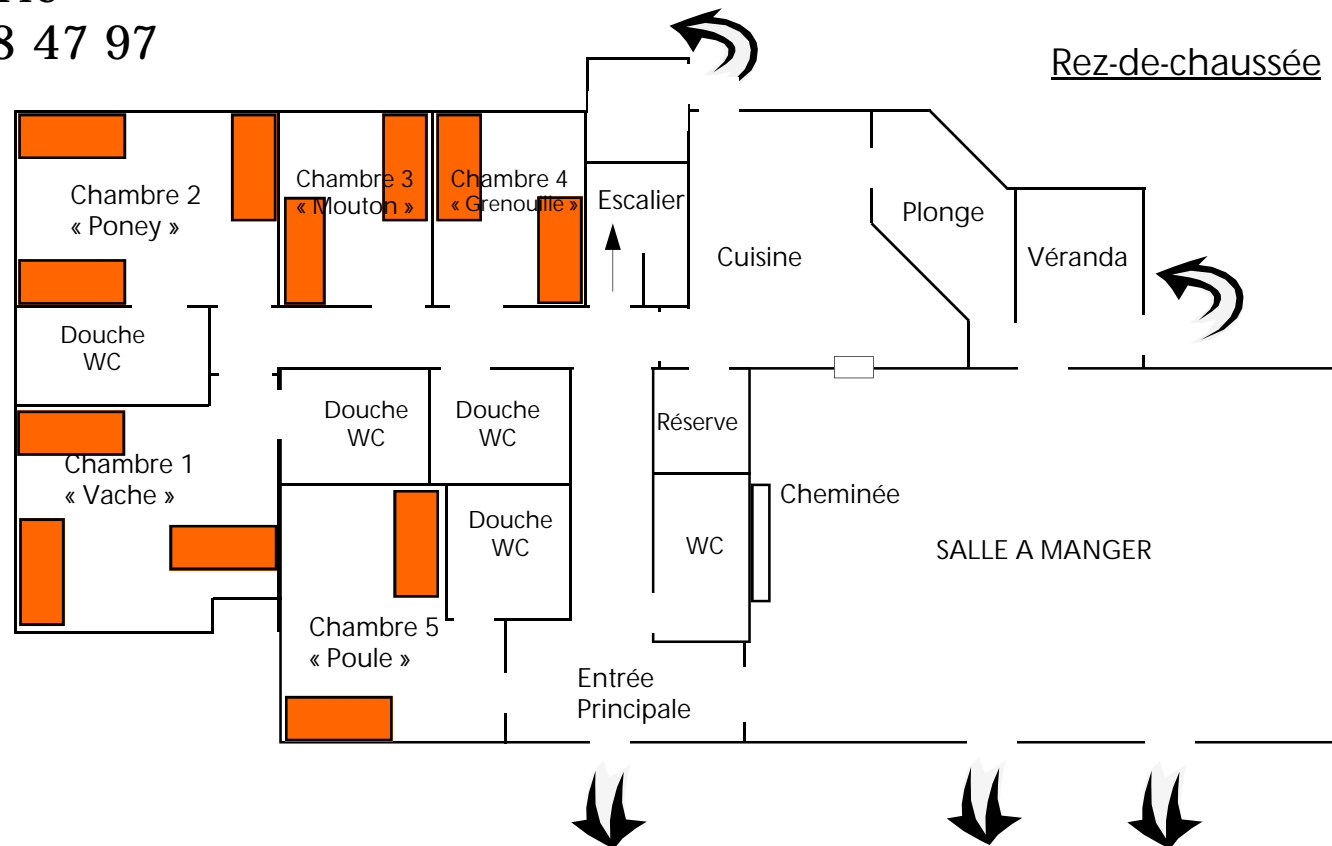 8 47 97
Rez-de-chaussée
Chambre 2
« Poney »
Chambre 3
« Mouton »
Chambre 4
« Grenouille »
Escalier
Cuisine
Plonge
Véranda
Douche
WC
Douche
WC
Douche
WC
Réserve
Chambre 1
« Vache »
Cheminée
Douche
WC
WC
SALLE A MANGER
Chambre 5
« Poule »
Entrée
Principale